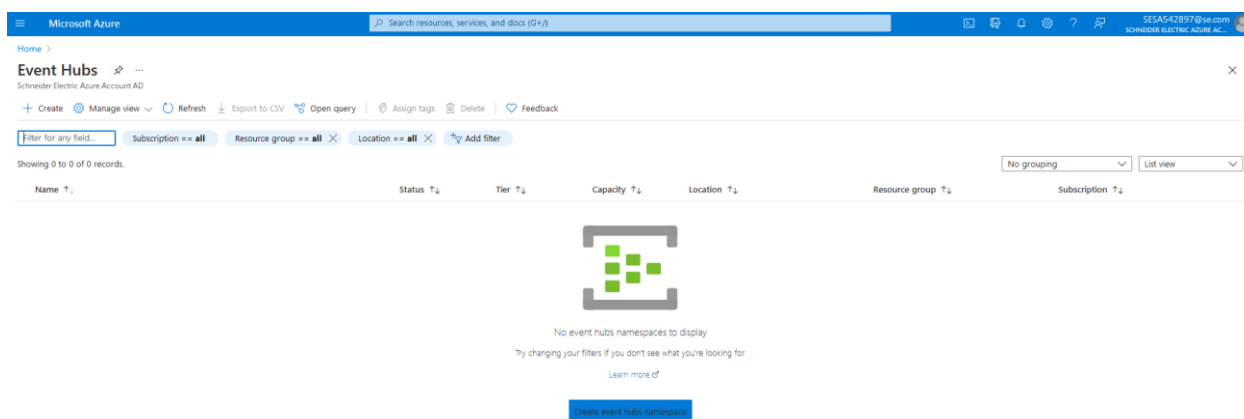 Microsoft Azure
Search resources, services, and docs (G+/)
SESA542897@se.com
SCHNEIDER ELECTRIC AZURE AC...
Home >
Event Hubs
Schneider Electric Azure Account AD
Create Manage view Refresh Export to CSV Open query Assign tags Delete Feedback
Filter for any field... Subscription == all Resource group == all Location == all Add filter
Showing 0 to 0 of 0 records. No grouping List view
Name Status Tier Capacity Location Resource group Subscription
No event hubs namespaces to display
Try changing your filters if you don't see what you're looking for.
Learn more
Create event hubs namespace